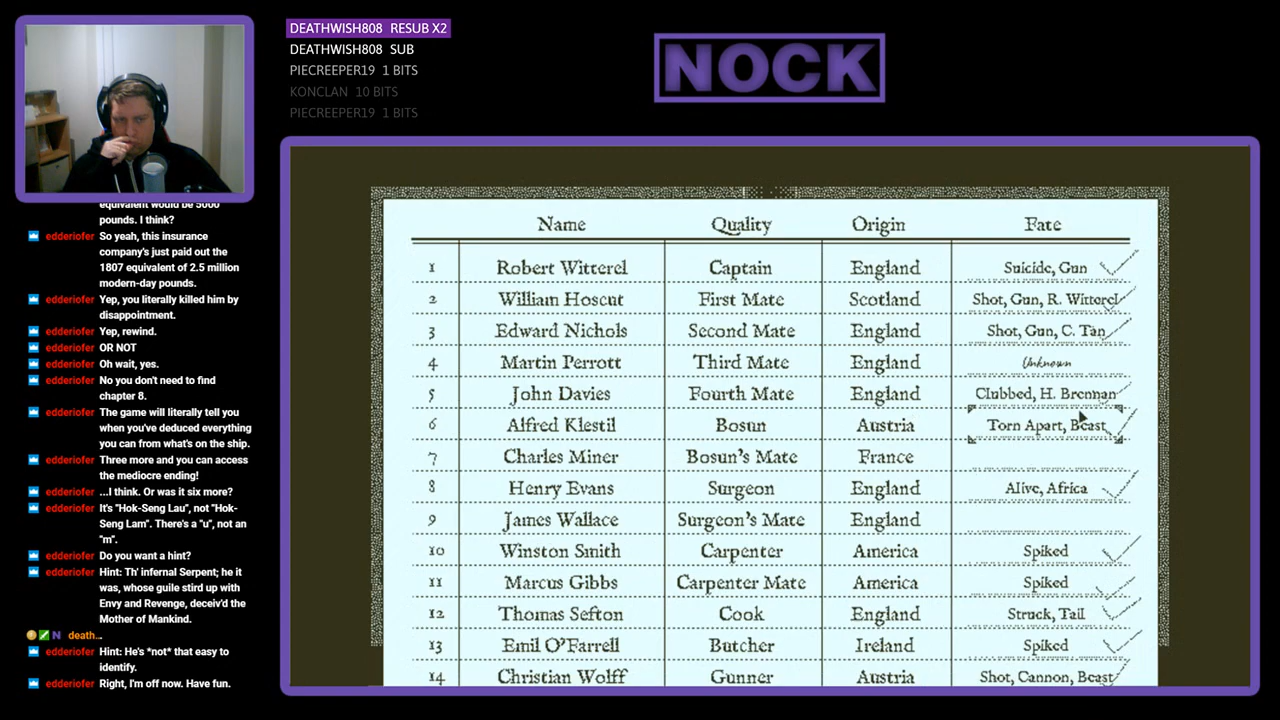 DEATHWISH808 RESUB X2
DEATHWISH808 SUB
PIECREEPER19 1 BITS
KONCLAN 10 BITS
PIECREEPER19 1 BITS
NOCK
equivalent would be 5000
pounds. I think?
edderiofer So yeah, this insurance
company's just paid out the
1807 equivalent of 2.5 million
modern-day pounds.
edderiofer Yep, you literally killed him by
disappointment.
edderiofer Yep, rewind.
edderiofer OR NOT
edderiofer Oh wait, yes.
edderiofer No you don't need to find
chapter 8.
edderiofer The game will literally tell you
when you've deduced everything
you can from what's on the ship.
edderiofer Three more and you can access
the mediocre ending!
edderiofer ...I think. Or was it six more?
edderiofer It's "Hok-Seng Lau", not "Hok-
Seng Lam". There's a "u", not an
"m".
edderiofer Do you want a hint?
edderiofer Hint: Th' infernal Serpent; he it
was, whose guile stird up with
Envy and Revenge, deceiv'd the
Mother of Mankind.
N death...
edderiofer Hint: He's *not* that easy to
identify.
edderiofer Right, I'm off now. Have fun.
Name Quality Origin Fate
1 Robert Witterel Captain England Suicide, Gun
2 William Hoscut First Mate Scotland Shot, Gun, R. Witterel
3 Edward Nichols Second Mate England Shot, Gun, C. Tan
4 Martin Perrott Third Mate England Unknown
5 John Davies Fourth Mate England Clubbed, H. Brennan
6 Alfred Klestil Bosun Austria Torn Apart, Beast
7 Charles Miner Bosun's Mate France
8 Henry Evans Surgeon England Alive, Africa
9 James Wallace Surgeon's Mate England
10 Winston Smith Carpenter America Spiked
11 Marcus Gibbs Carpenter Mate America Spiked
12 Thomas Sefton Cook England Struck, Tail
13 Emil O'Farrell Butcher Ireland Spiked
14 Christian Wolff Gunner Austria Shot, Cannon, Beast